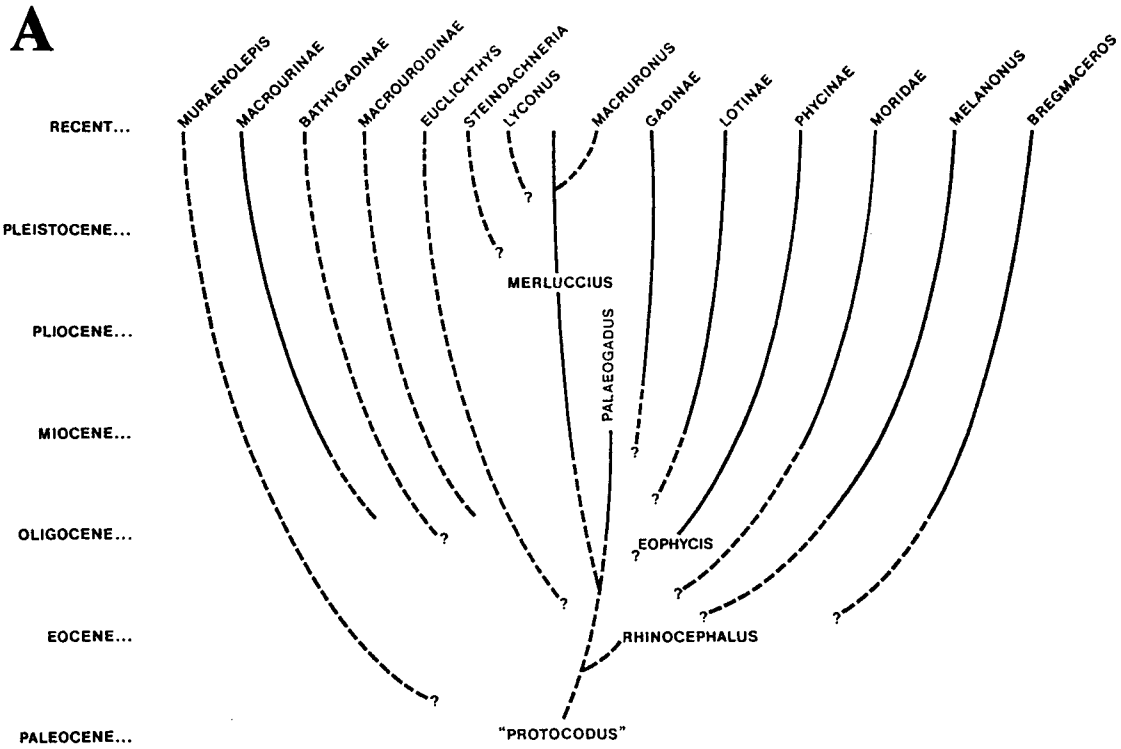 A
MURAENOLEPIS
MACROURINAE
BATHYGADINAE
MACROUROIDINAE
EUCLICHTHYS
STEINDACHNERIA
LYCONUS
MACRURONUS
GADINAE
LOTINAE
PHYCINAE
MORIDAE
MELANONUS
BREGMACEROS
RECENT...
?
PLEISTOCENE...
?
MERLUCCIUS
PLIOCENE...
PALAEOGADUS
MIOCENE...
?
?
OLIGOCENE...
?
?EOPHYCIS
?
?
?
?
EOCENE...
RHINOCEPHALUS
?
PALEOCENE...
"PROTOCODUS"